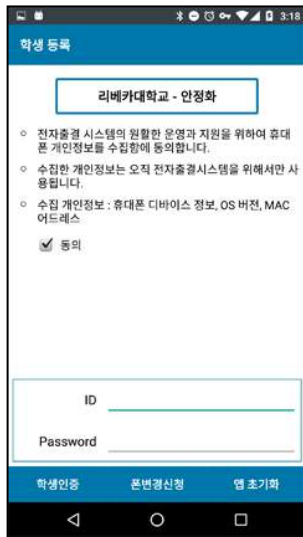 3:18
학생 등록
리베카대학교 - 안정화
전자출결 시스템의 원활한 운영과 지원을 위하여 휴대
폰 개인정보를 수집함에 동의합니다.
수집한 개인정보는 오직 전자출결시스템을 위해서만 사
용됩니다.
수집 개인정보 : 휴대폰 디바이스 정보, OS 버전, MAC
어드레스
동의
ID
Password
학생인증 폰변경신청 앱 초기화